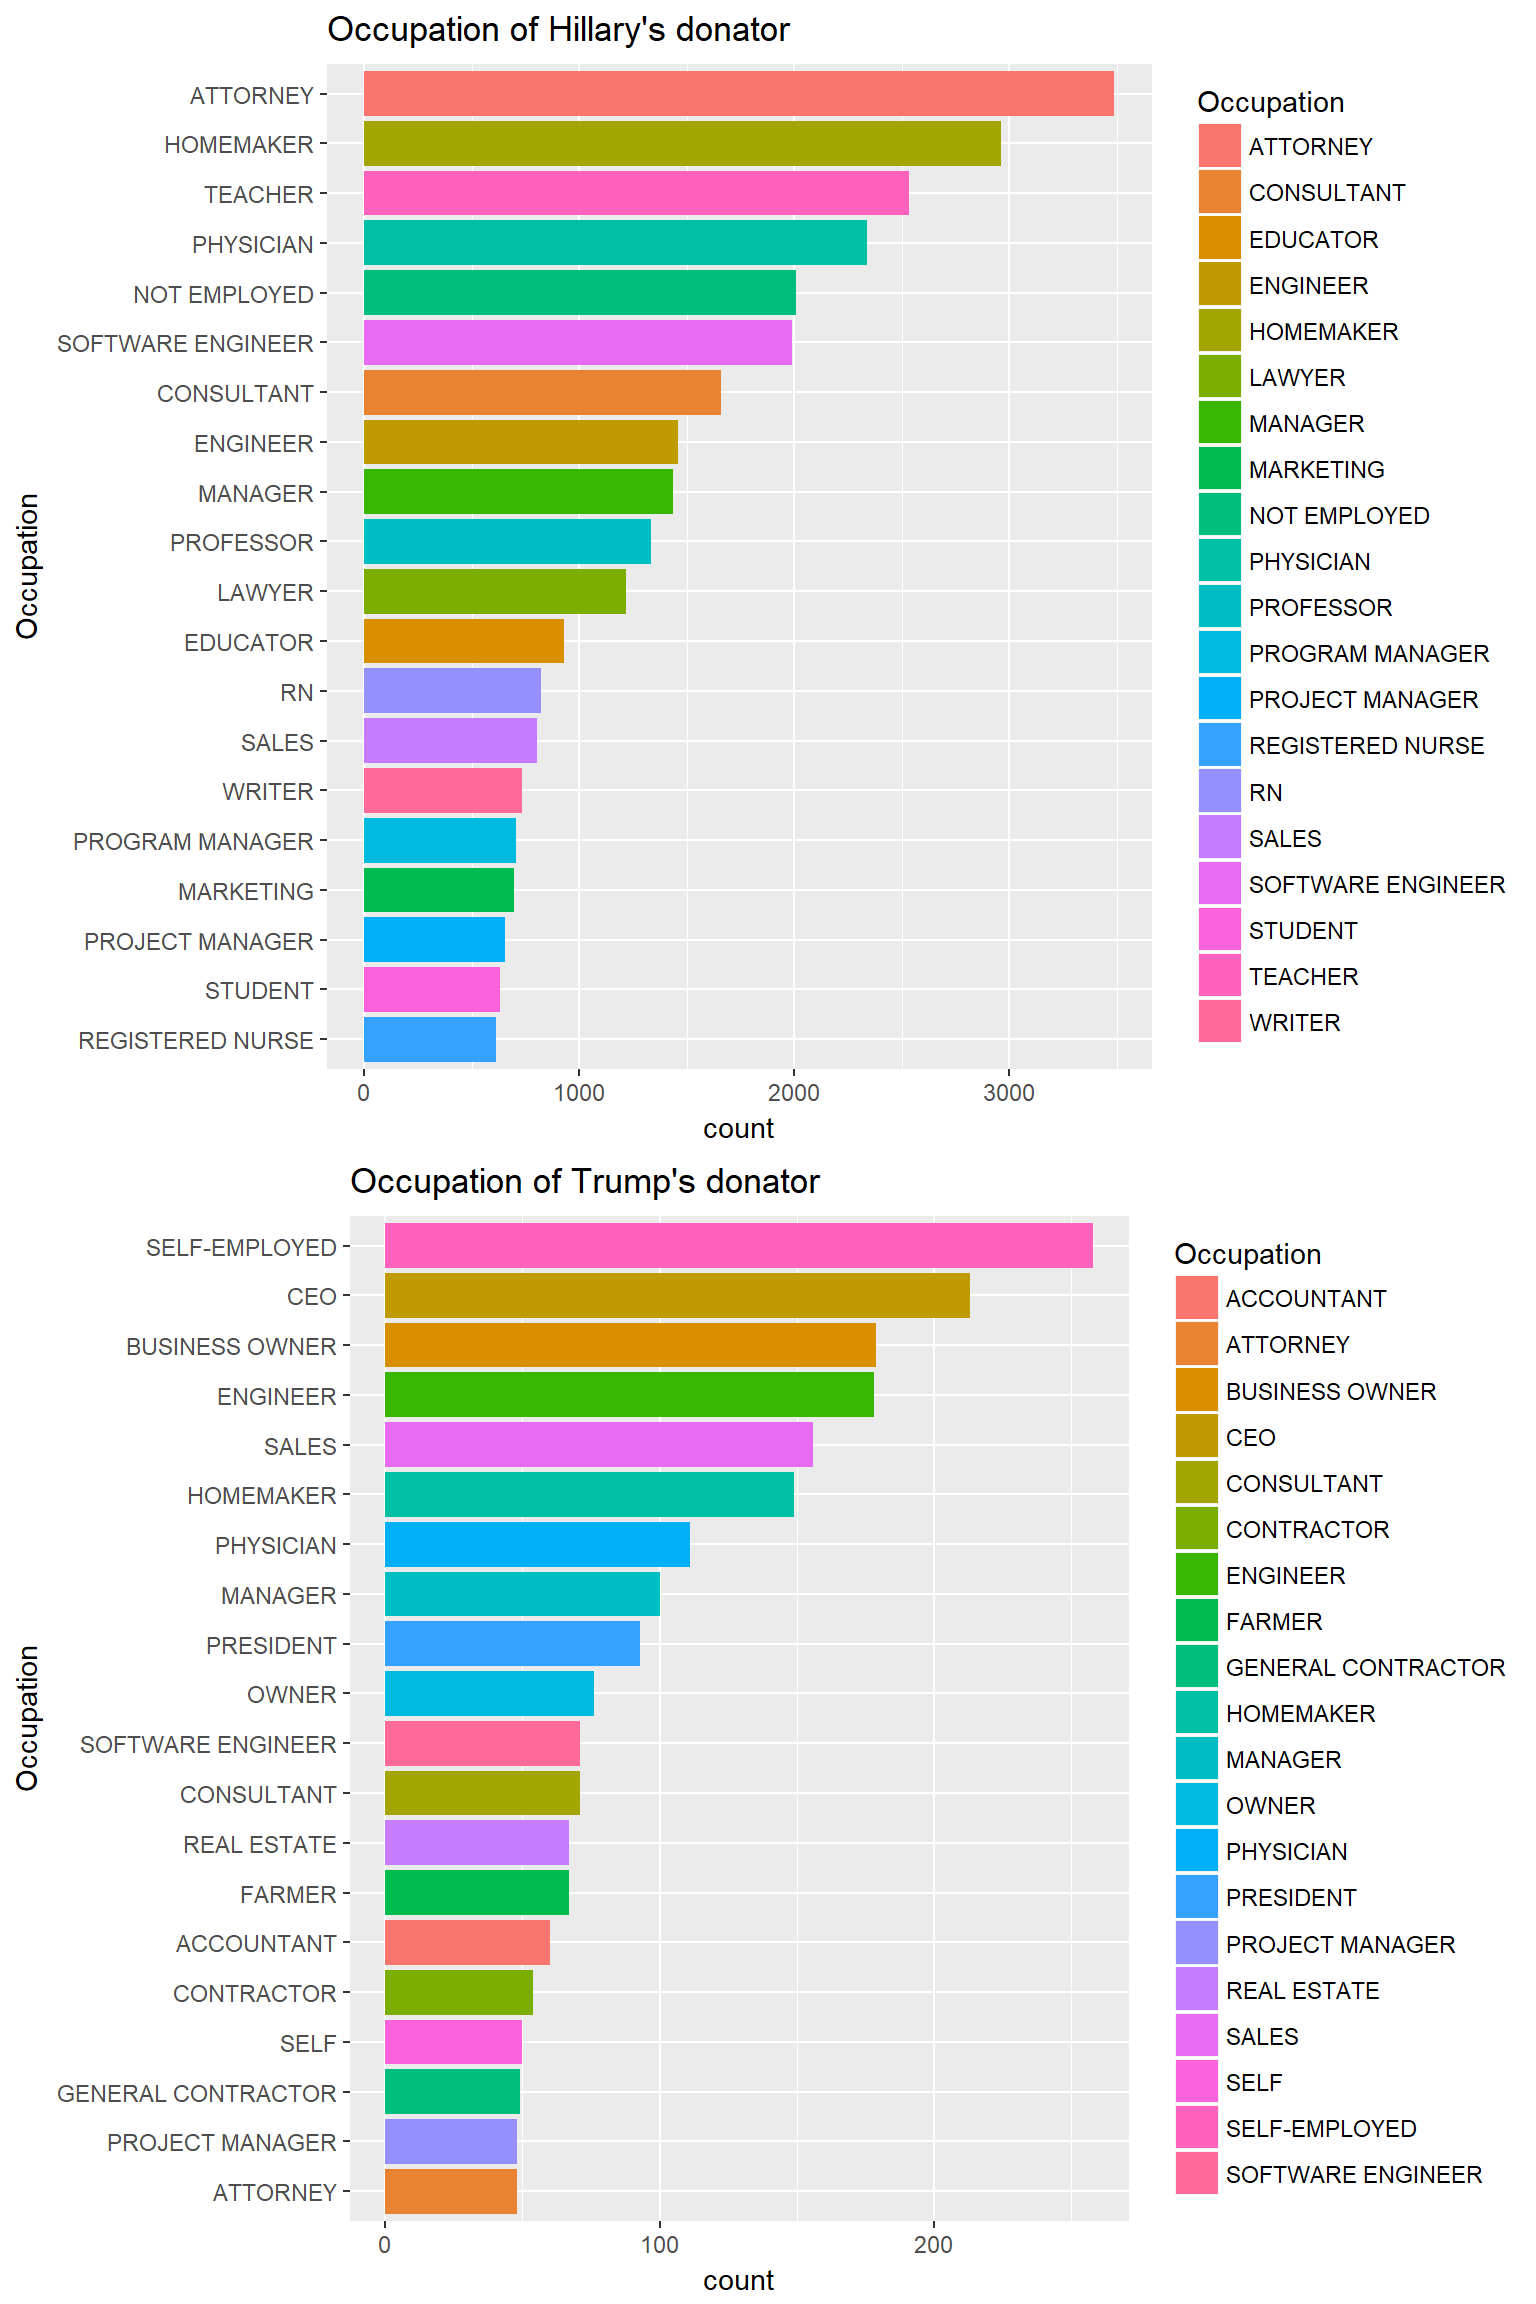 Occupation of Hillary's donator
Occupation
ATTORNEY
HOMEMAKER
TEACHER
PHYSICIAN
NOT EMPLOYED
SOFTWARE ENGINEER
CONSULTANT
ENGINEER
MANAGER
PROFESSOR
LAWYER
EDUCATOR
RN
SALES
WRITER
PROGRAM MANAGER
MARKETING
PROJECT MANAGER
STUDENT
REGISTERED NURSE
0 1000 2000 3000
count
Occupation
ATTORNEY
CONSULTANT
EDUCATOR
ENGINEER
HOMEMAKER
LAWYER
MANAGER
MARKETING
NOT EMPLOYED
PHYSICIAN
PROFESSOR
PROGRAM MANAGER
PROJECT MANAGER
REGISTERED NURSE
RN
SALES
SOFTWARE ENGINEER
STUDENT
TEACHER
WRITER
Occupation of Trump's donator
Occupation
SELF-EMPLOYED
CEO
BUSINESS OWNER
ENGINEER
SALES
HOMEMAKER
PHYSICIAN
MANAGER
PRESIDENT
OWNER
SOFTWARE ENGINEER
CONSULTANT
REAL ESTATE
FARMER
ACCOUNTANT
CONTRACTOR
SELF
GENERAL CONTRACTOR
PROJECT MANAGER
ATTORNEY
0 100 200
count
Occupation
ACCOUNTANT
ATTORNEY
BUSINESS OWNER
CEO
CONSULTANT
CONTRACTOR
ENGINEER
FARMER
GENERAL CONTRACTOR
HOMEMAKER
MANAGER
OWNER
PHYSICIAN
PRESIDENT
PROJECT MANAGER
REAL ESTATE
SALES
SELF
SELF-EMPLOYED
SOFTWARE ENGINEER